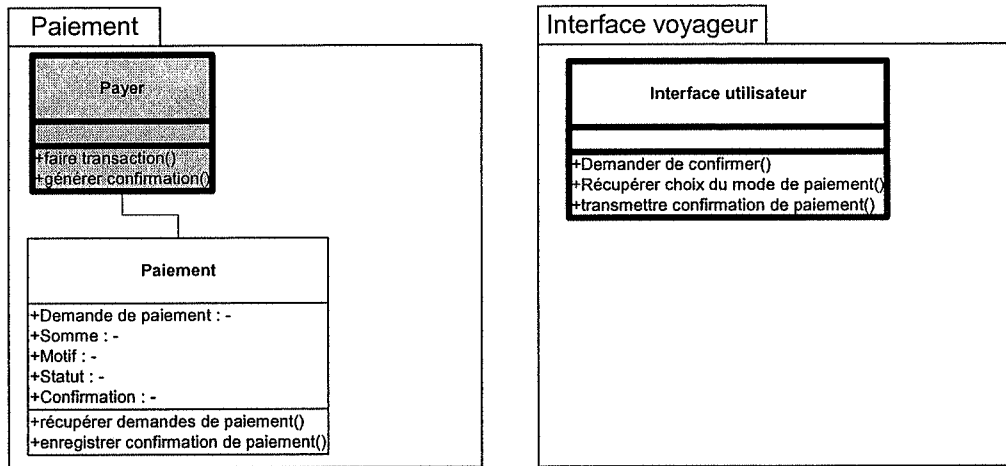 Paiement
Payer
+faire transaction()
+générer confirmation()
Paiement
+Demande de paiement : -
+Somme : -
+Motif : -
+Statut : -
+Confirmation : -
+récupérer demandes de paiement()
+enregistrer confirmation de paiement()
Interface voyageur
Interface utilisateur
+Demander de confirmer()
+Récupérer choix du mode de paiement()
+transmettre confirmation de paiement()